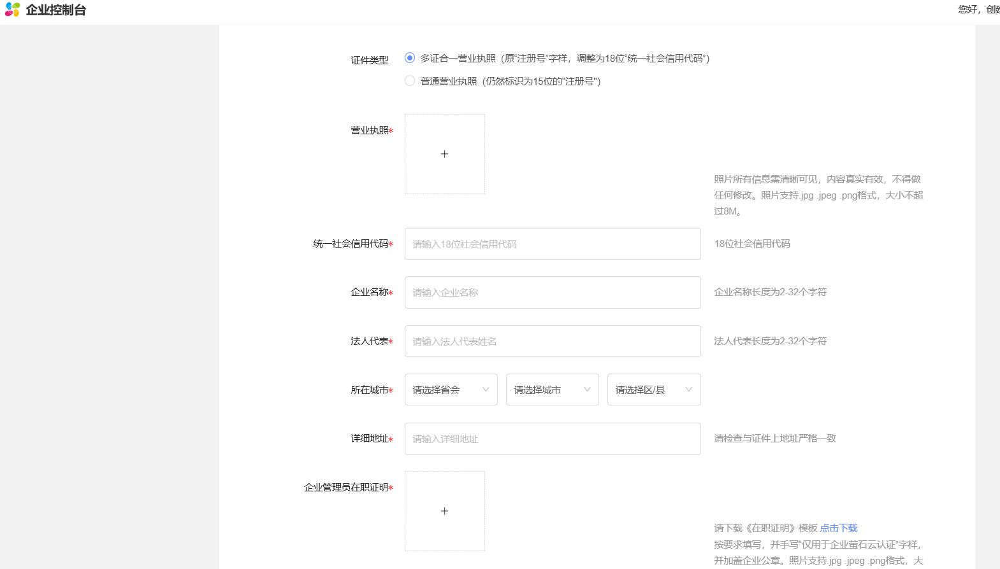 企业控制台
您好，创建
证件类型
多证合一营业执照（原“注册号”字样，调整为18位“统一社会信用代码”）
普通营业执照（仍然标识为15位的"注册号"）
营业执照*
照片所有信息需清晰可见，内容真实有效，不得做
任何修改。照片支持.jpg .jpeg .png格式，大小不超
过8M。
统一社会信用代码*
请输入18位社会信用代码
18位社会信用代码
企业名称*
请输入企业名称
企业名称长度为2-32个字符
法人代表*
请输入法人代表姓名
法人代表长度为2-32个字符
所在城市*
请选择省会
请选择城市
请选择区/县
详细地址*
请输入详细地址
请检查与证件上地址严格一致
企业管理员在职证明*
请下载《在职证明》模板 点击下载
按要求填写，并手写“仅用于企业萤石云认证”字样，
并加盖企业公章。照片支持.jpg .jpeg .png格式，大